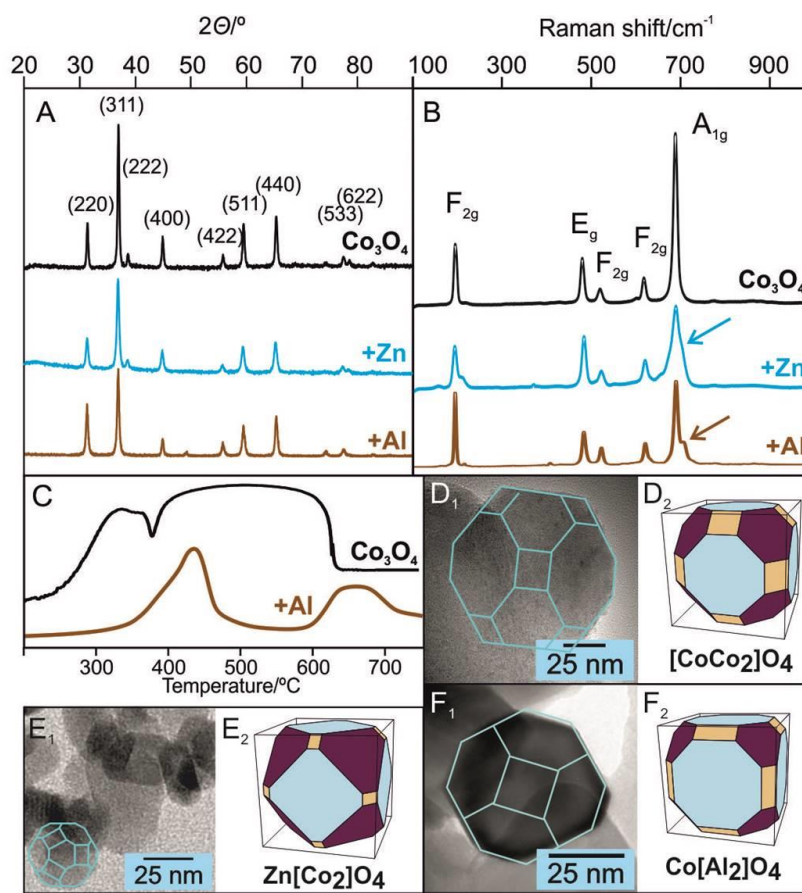 2Θ/º
20 30 40 50 60 70 80
Raman shift/cm⁻¹
100 300 500 700 900
A
(311)
(222)
(220)
(400)
(422)
(511)
(440)
(533)
(622)
Co₃O₄
+Zn
+Al
B
F₂g
E_g
F₂g
F₂g
A₁g
Co₃O₄
+Zn
+Al
C
Co₃O₄
+Al
300 400 500 600 700
Temperature/ºC
D₁
25 nm
D₂
[CoCo₂]O₄
E₁
25 nm
E₂
Zn[Co₂]O₄
F₁
25 nm
F₂
Co[Al₂]O₄